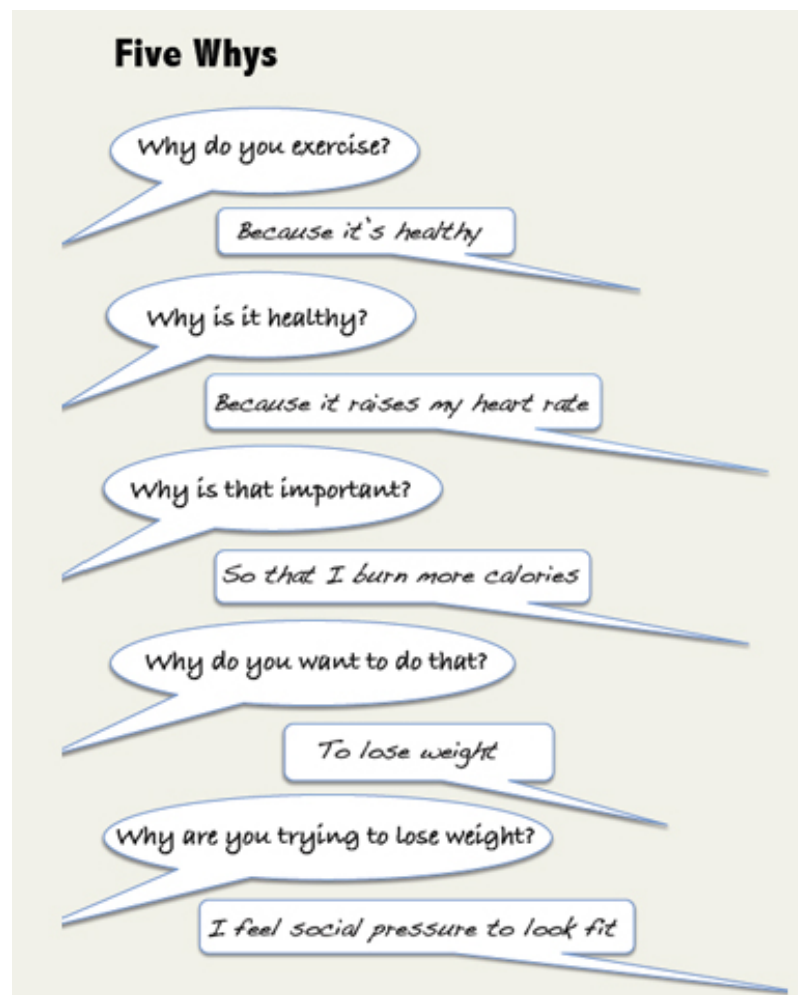 Five Whys
Why do you exercise?
Because it's healthy
Why is it healthy?
Because it raises my heart rate
Why is that important?
So that I burn more calories
Why do you want to do that?
To lose weight
Why are you trying to lose weight?
I feel social pressure to look fit